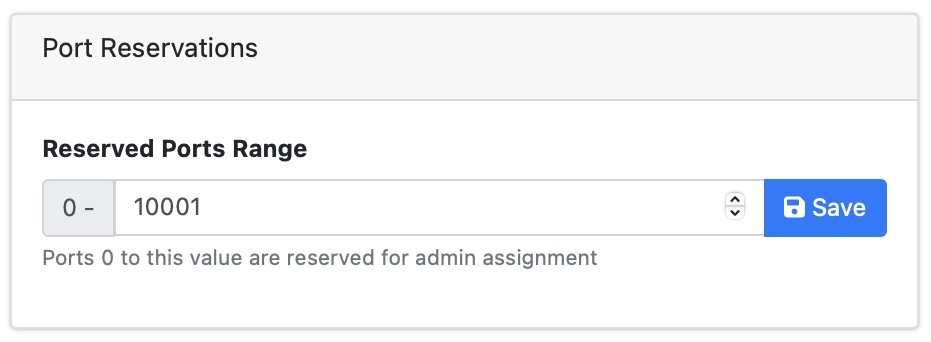 Port Reservations
Reserved Ports Range
0 - 10001 Save
Ports 0 to this value are reserved for admin assignment